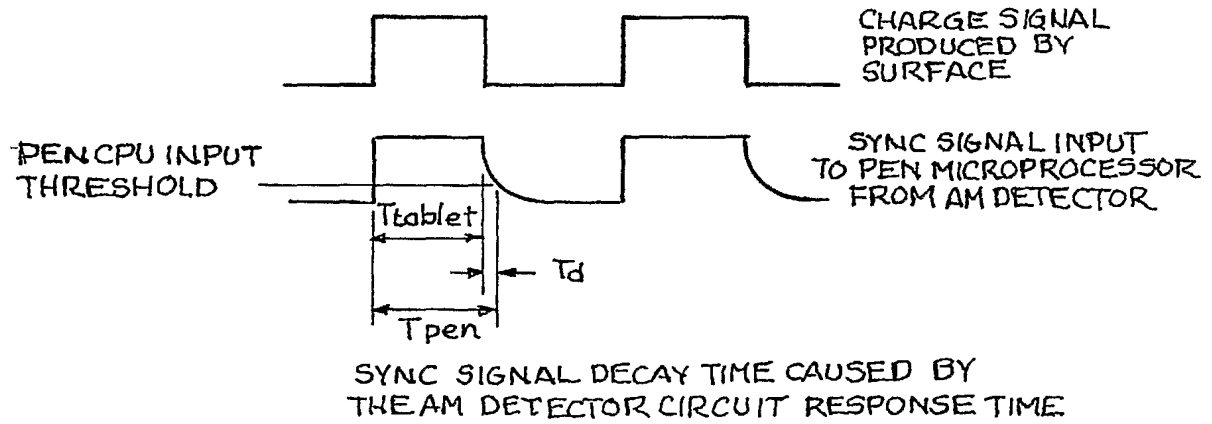 CHARGE SIGNAL
PRODUCED BY
SURFACE
PEN CPU INPUT
THRESHOLD
SYNC SIGNAL INPUT
TO PEN MICROPROCESSOR
FROM AM DETECTOR
Ttablet
Td
Tpen
SYNC SIGNAL DECAY TIME CAUSED BY
THE AM DETECTOR CIRCUIT RESPONSE TIME